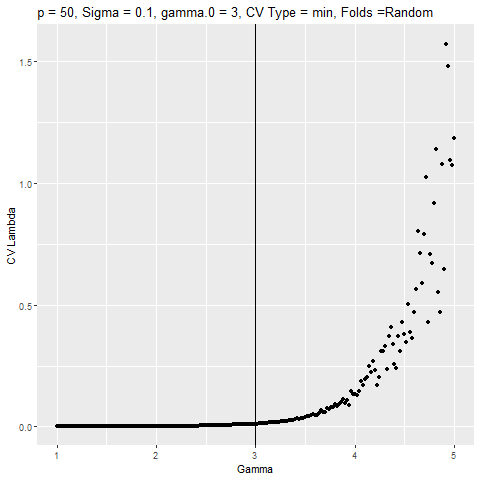 p = 50, Sigma = 0.1, gamma.0 = 3, CV Type = min, Folds =Random
1.5
1.0
0.5
0.0
CV Lambda
1 2 3 4 5
Gamma